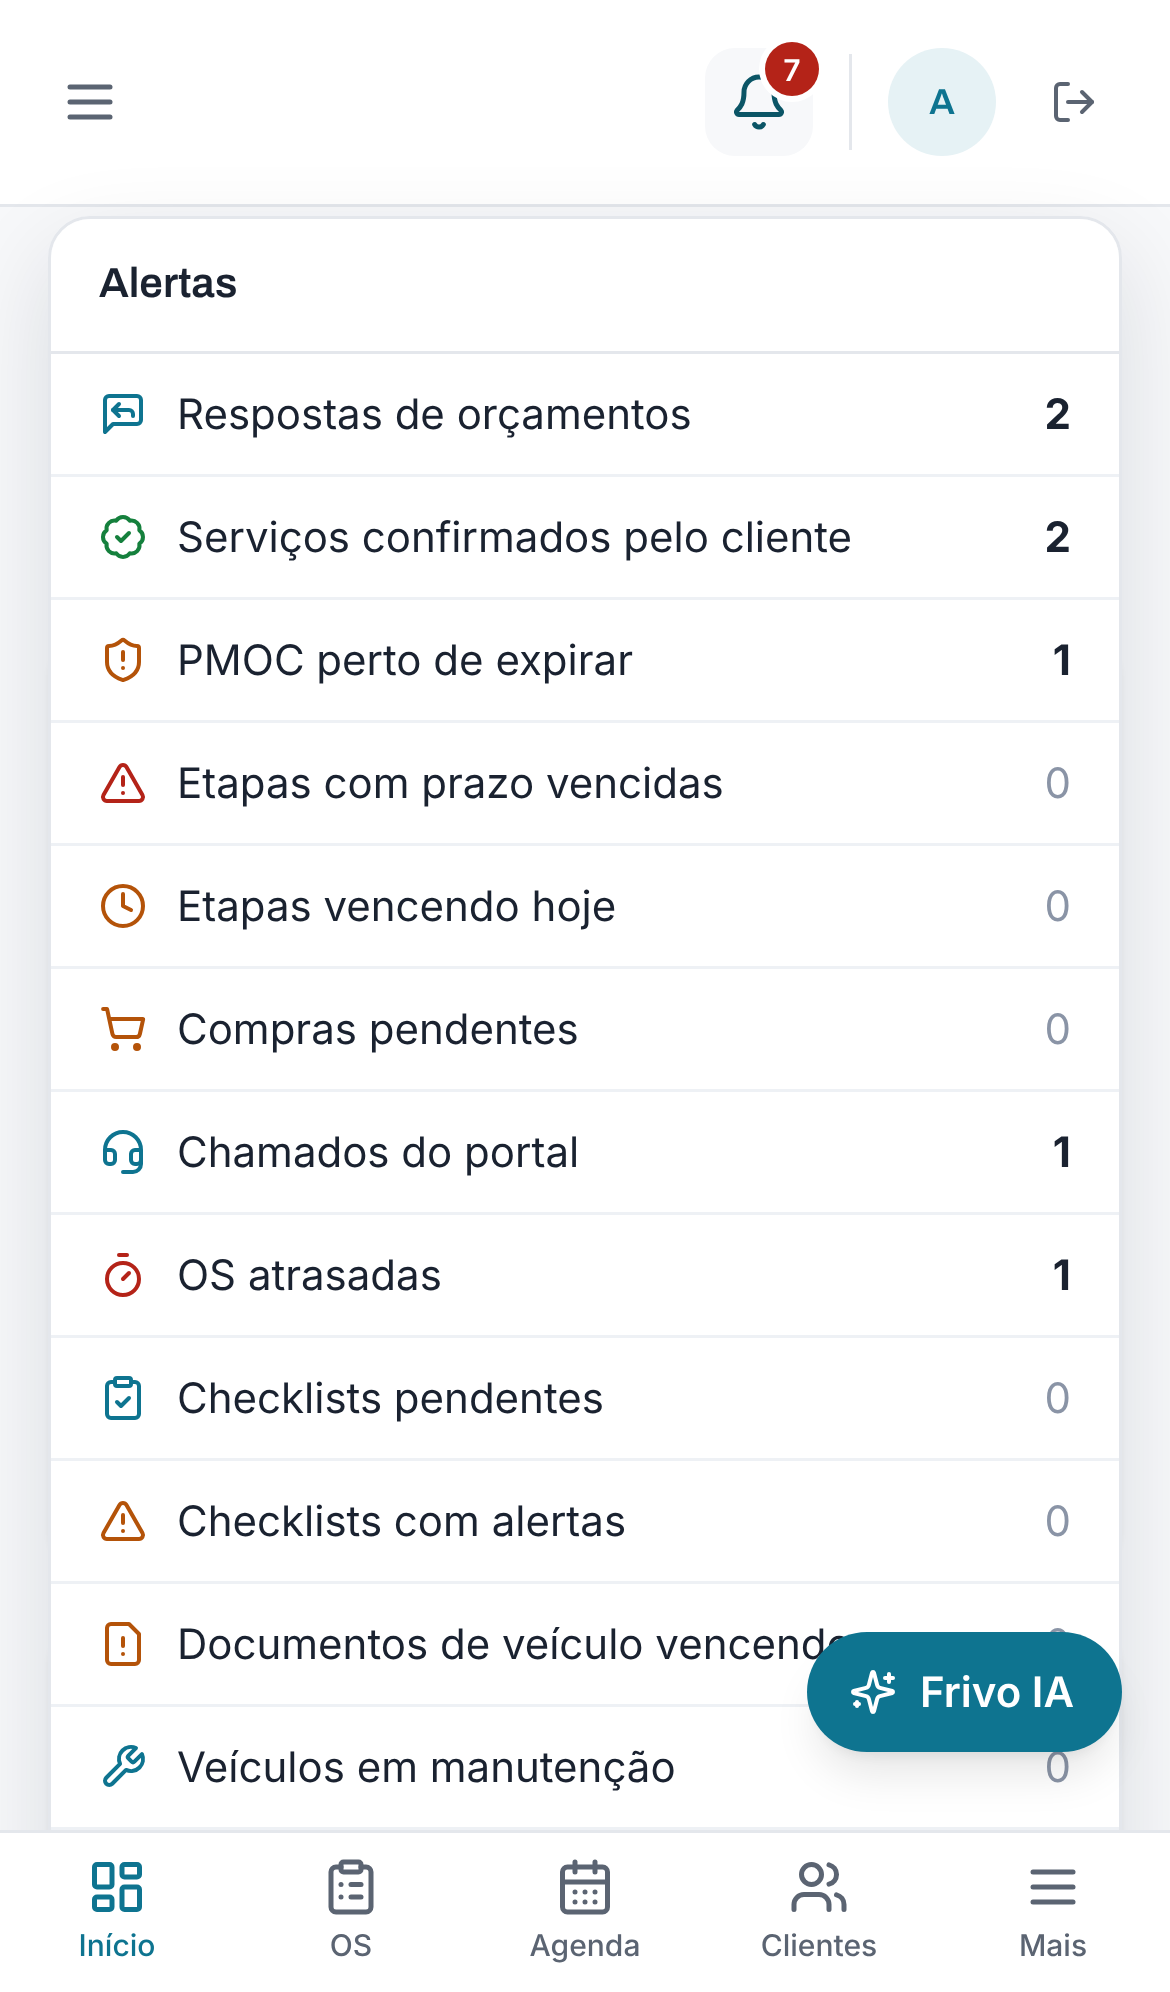 7
A
Alertas
Respostas de orçamentos 2
Serviços confirmados pelo cliente 2
PMOC perto de expirar 1
Etapas com prazo vencidas 0
Etapas vencendo hoje 0
Compras pendentes 0
Chamados do portal 1
OS atrasadas 1
Checklists pendentes 0
Checklists com alertas 0
Documentos de veículo
Frivo IA
Veículos em manutenção 0
Início OS Agenda Clientes Mais